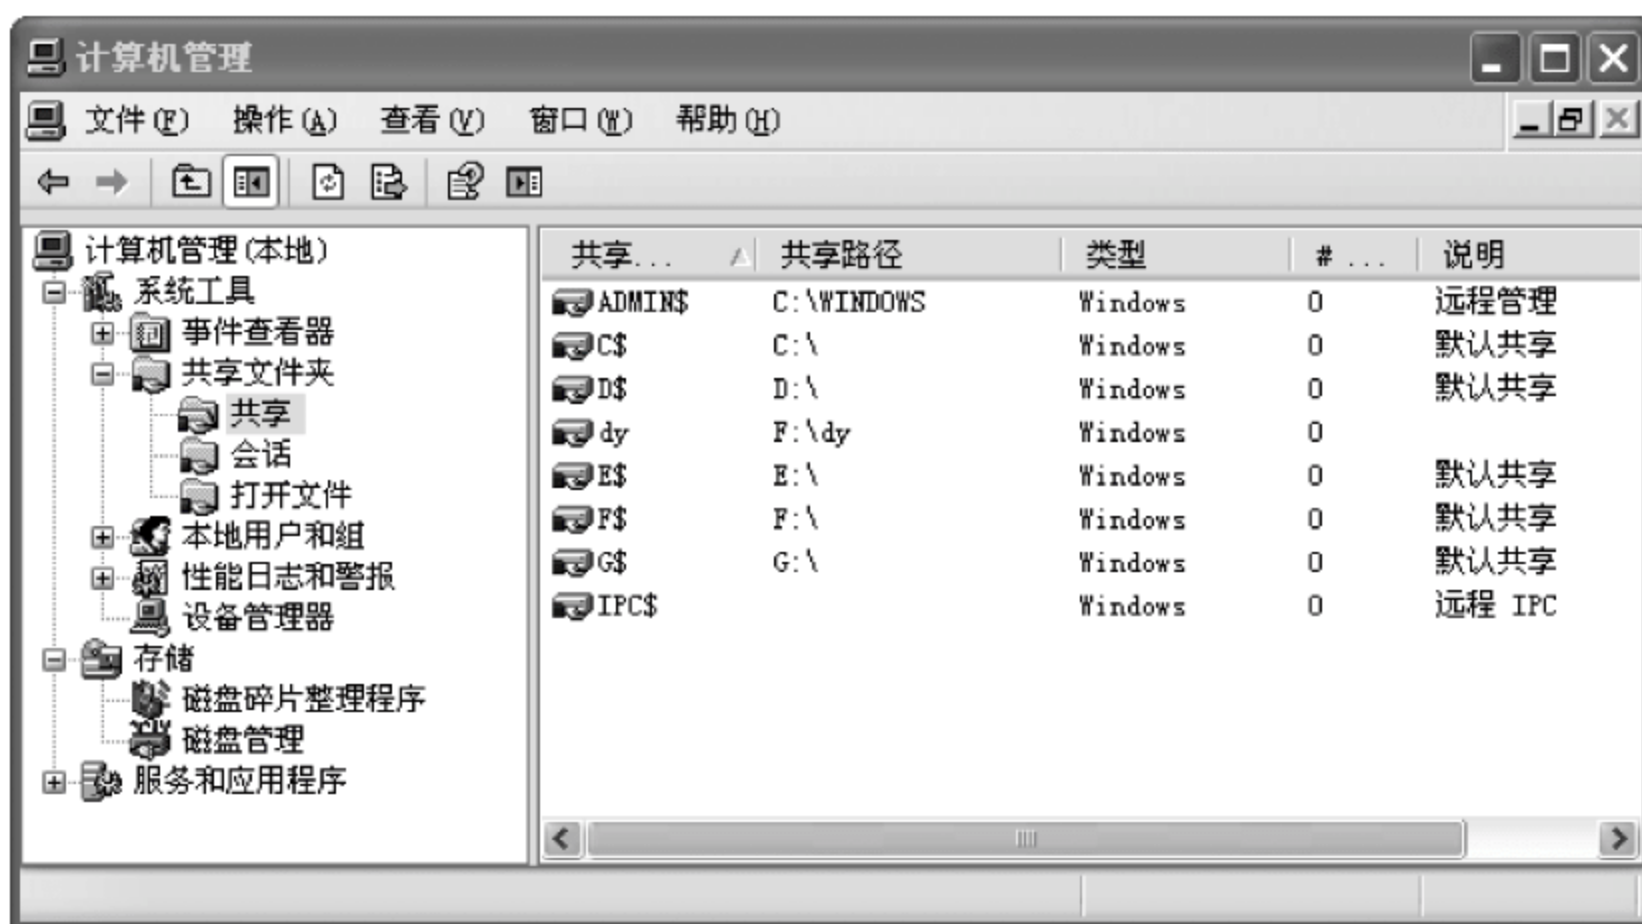 计算机管理
文件(F) 操作(A) 查看(V) 窗口(W) 帮助(H)
计算机管理(本地)
系统工具
事件查看器
共享文件夹
共享
会话
打开文件
本地用户和组
性能日志和警报
设备管理器
存储
磁盘碎片整理程序
磁盘管理
服务和应用程序
共享... 共享路径 类型 # ... 说明
ADMIN$ C:\WINDOWS Windows 0 远程管理
C$ C:\ Windows 0 默认共享
D$ D:\ Windows 0 默认共享
dy F:\dy Windows 0
E$ E:\ Windows 0 默认共享
F$ F:\ Windows 0 默认共享
G$ G:\ Windows 0 默认共享
IPC$ Windows 0 远程 IPC